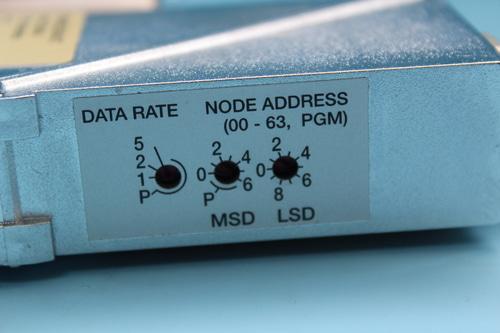 DATA RATE
NODE ADDRESS
(00 - 63, PGM)
5
2
1
P
2
4
0
6
P
2
4
0
6
8
MSD
LSD